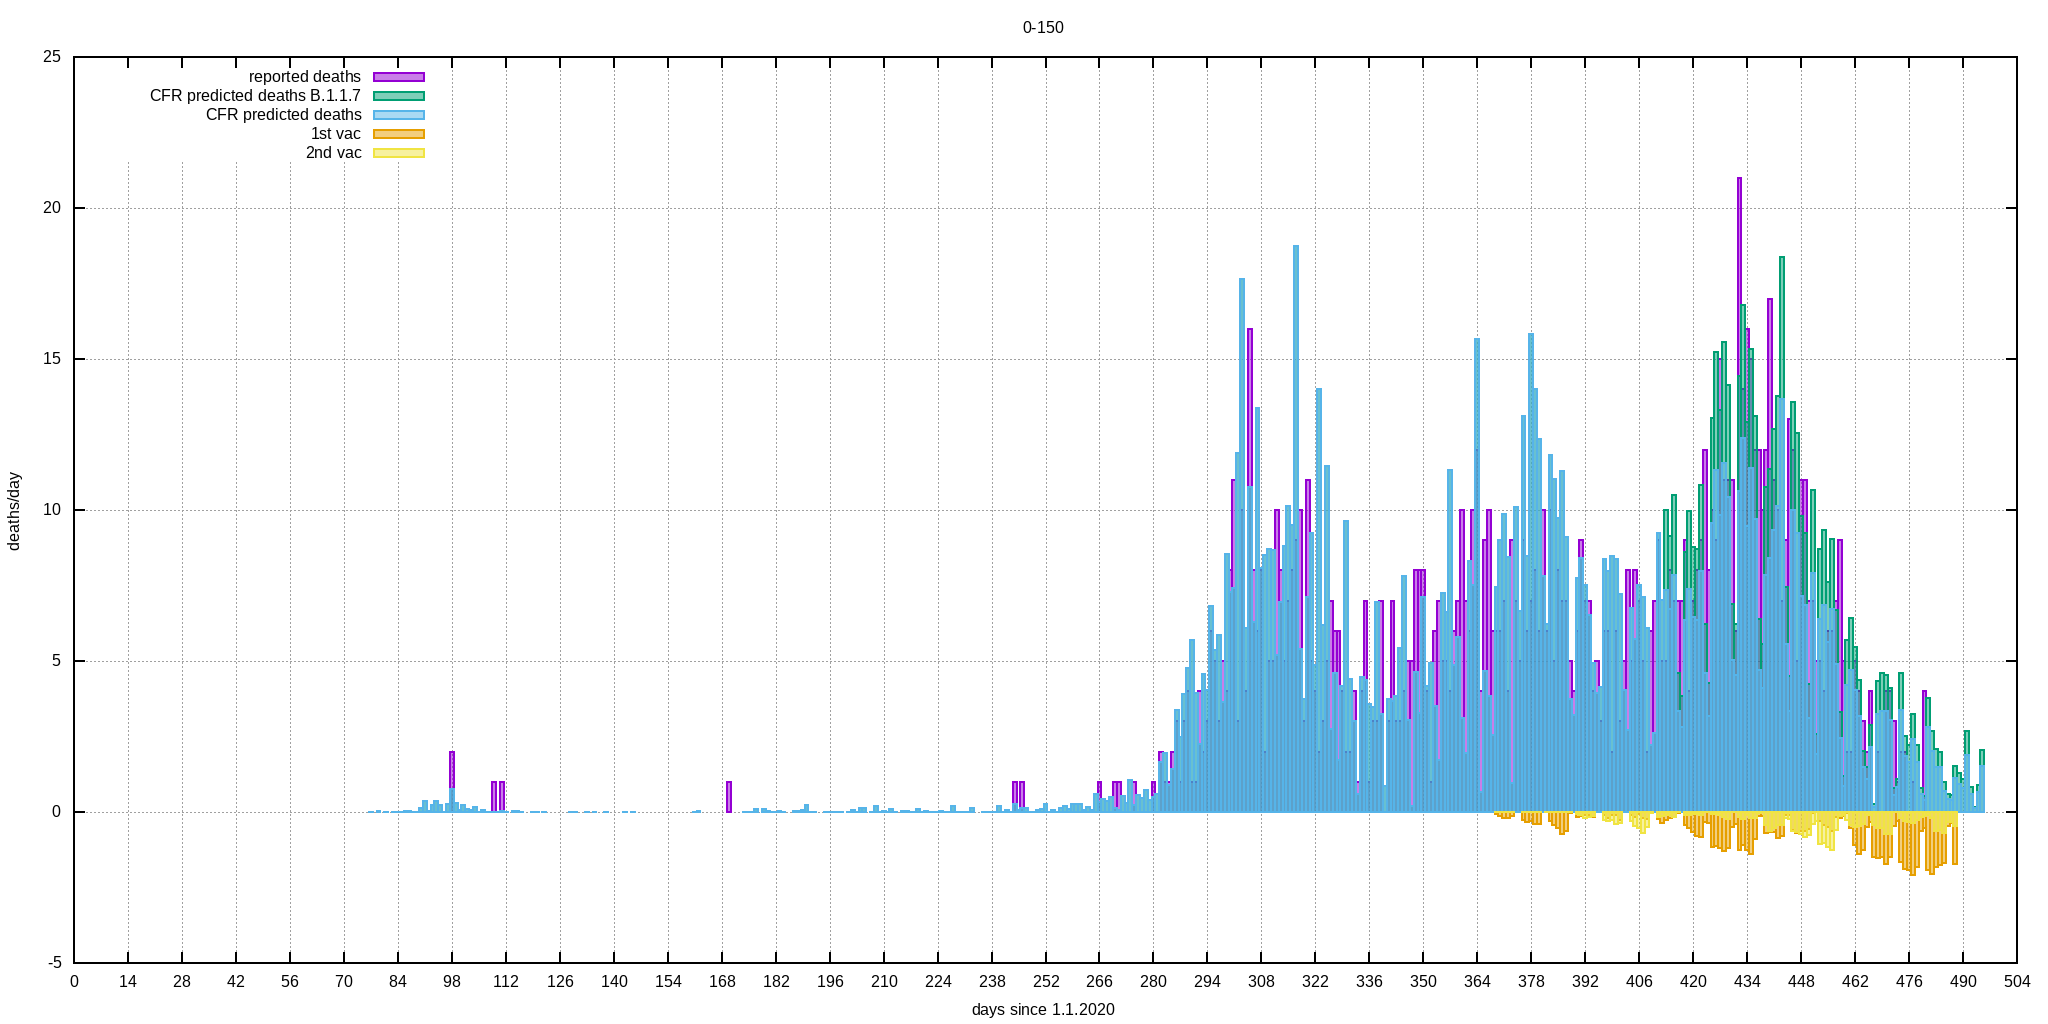 0-150
25
20
15
10
5
0
-5
deaths/day
reported deaths
CFR predicted deaths B.1.1.7
CFR predicted deaths
1st vac
2nd vac
0 14 28 42 56 70 84 98 112 126 140 154 168 182 196 210 224 238 252 266 280 294 308 322 336 350 364 378 392 406 420 434 448 462 476 490 504
days since 1.1.2020